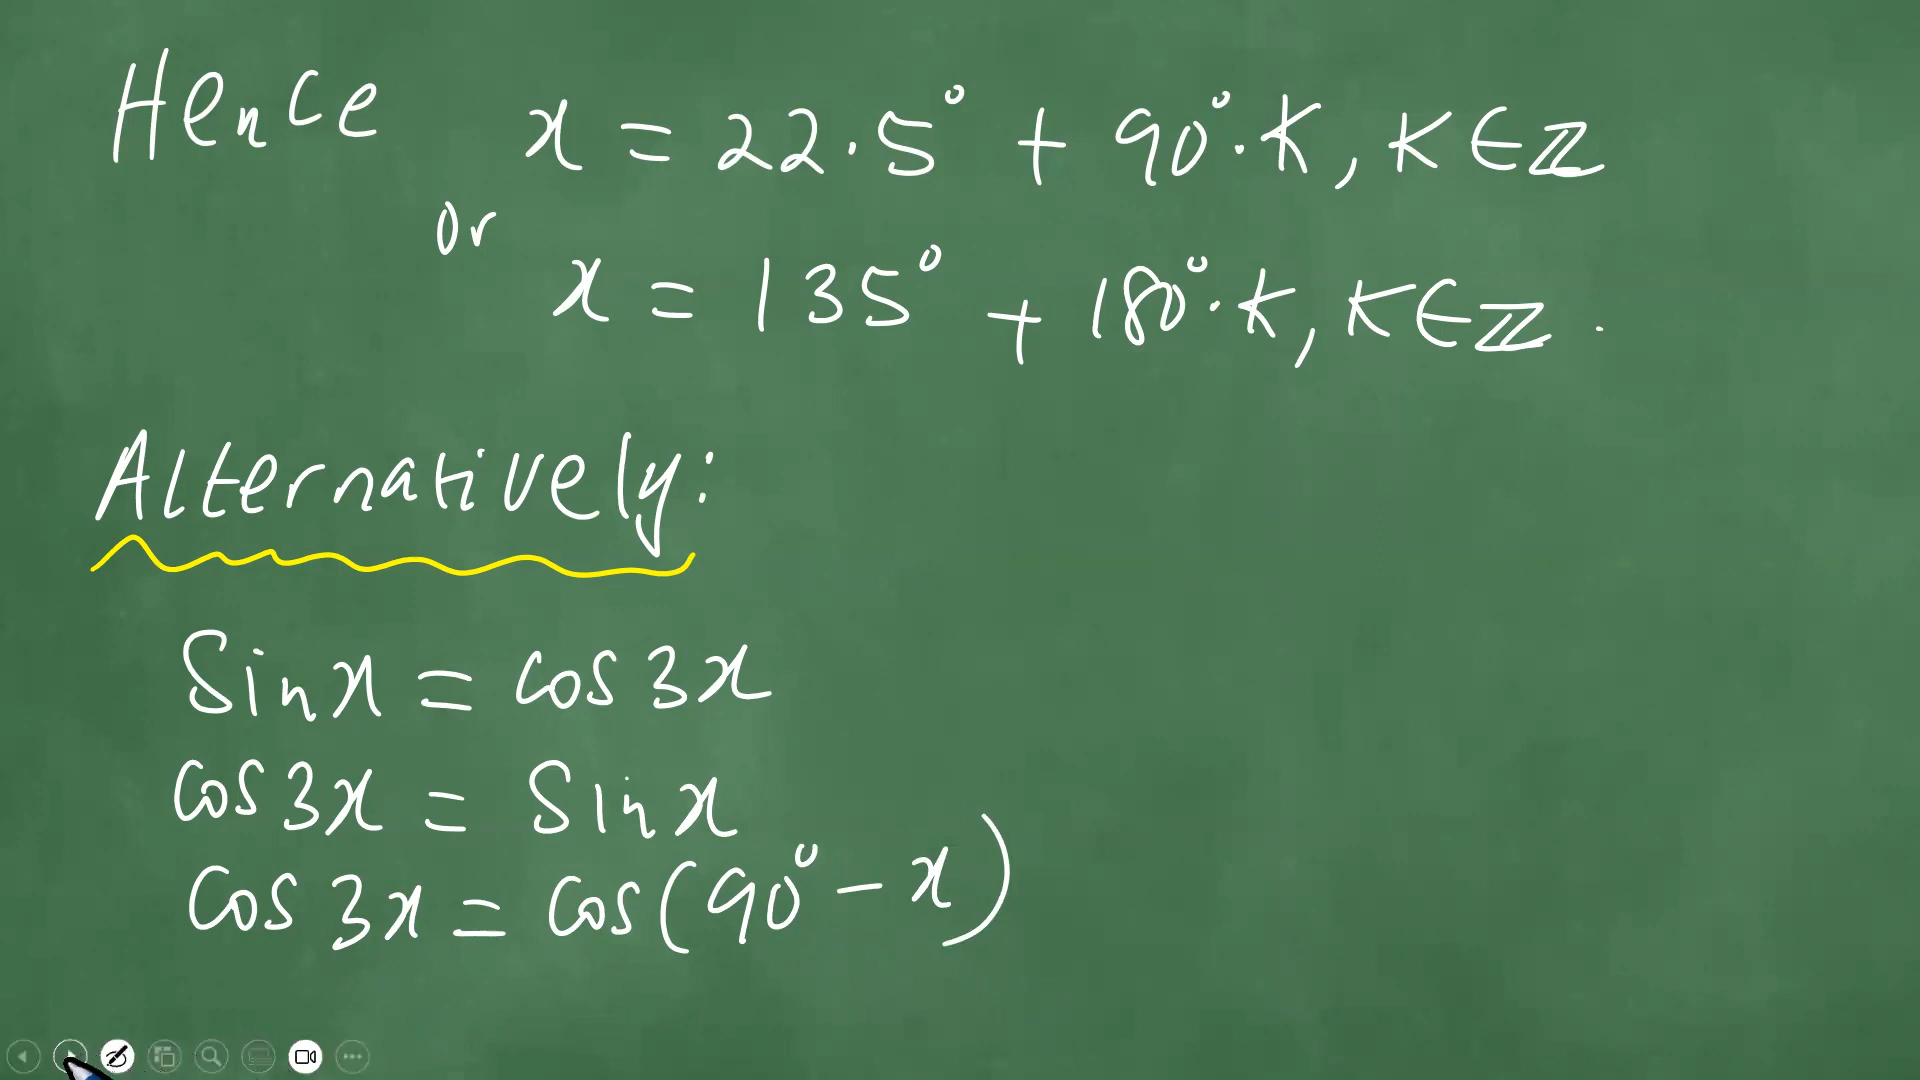 Hence x = 22.5° + 90°·K, K ∈ ℤ
or
x = 135° + 180°·K, K ∈ ℤ.
Alternatively:
Sin x = cos 3x
cos 3x = Sin x
Cos 3x = Cos(90° - x)